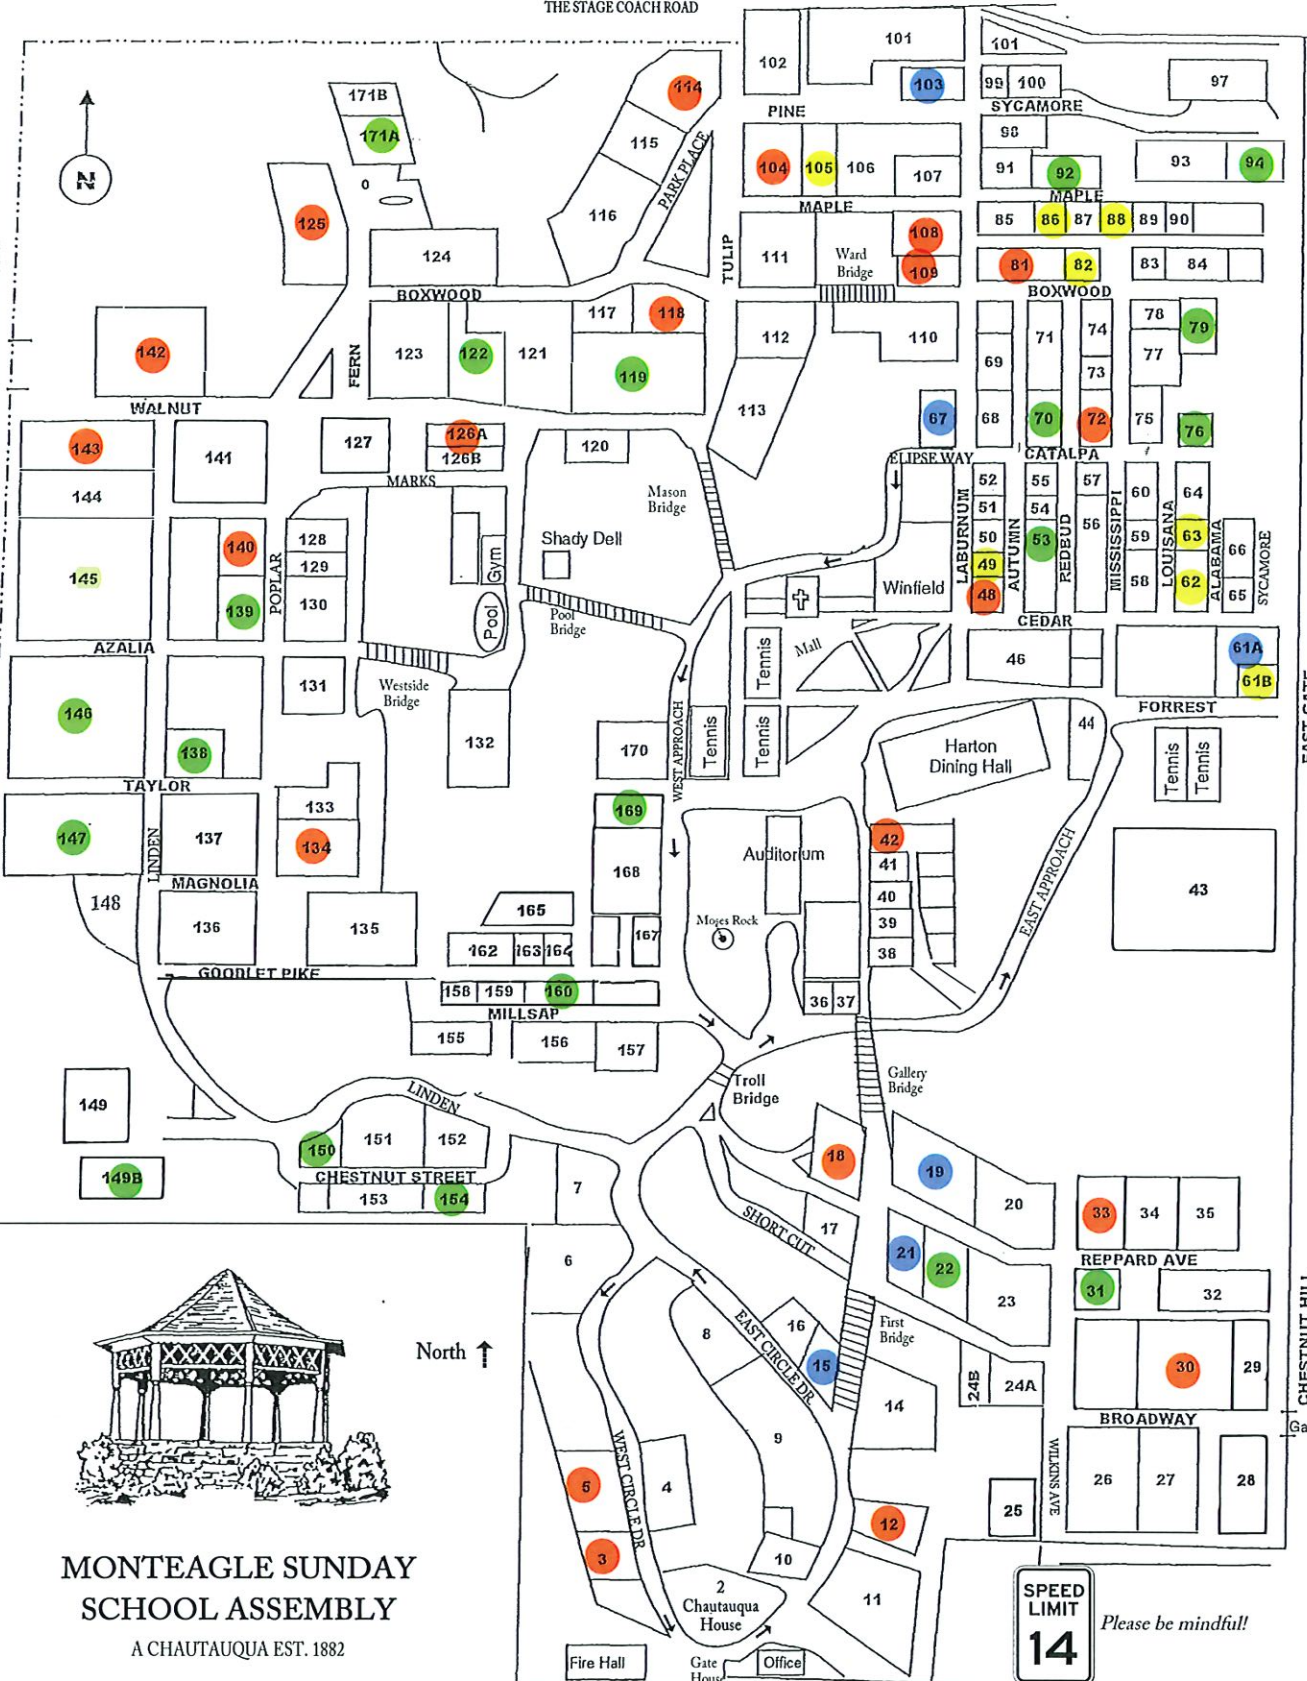 THE STAGE COACH ROAD
102
101
101
103
99
100
97
171B
171A
114
115
116
PARK PLACE
PINE
SYCAMORE
N
0
104
105
106
107
98
91
92
93
94
MAPLE
MAPLE
125
124
TULIP
111
Ward
Bridge
108
109
85
86
87
88
89
90
81
82
83
84
BOXWOOD
BOXWOOD
142
FERN
123
122
121
117
118
119
112
113
110
69
68
71
70
74
73
72
78
77
75
79
76
67
WALNUT
143
144
145
141
127
126A
126B
MARKS
120
Mason
Bridge
ELIPSE WAY
CATALPA
LABURNUM
52
51
50
49
48
AUTUMN
55
54
53
REDBUD
57
56
MISSISSIPPI
60
59
58
LOUISANA
64
63
62
ALABAMA
66
65
SYCAMORE
140
139
POPLAR
128
129
130
Gym
Pool
Shady Dell
Pool
Bridge
Winfield
CEDAR
AZALIA
131
Westside
Bridge
Tennis
Mall
46
61A
61B
FORREST
EAST GATE
146
138
132
170
WEST APPROACH
Tennis
Tennis
Harton
Dining Hall
44
Tennis
Tennis
TAYLOR
147
LINDEN
137
133
134
169
168
Auditorium
42
41
40
39
38
EAST APPROACH
43
MAGNOLIA
148
136
135
165
162
163
164
167
Moses Rock
GOODLET PIKE
158
159
160
36
37
MILLSAP
155
156
157
149
LINDEN
Troll
Bridge
Gallery
Bridge
149B
150
151
152
CHESTNUT STREET
153
154
7
6
18
19
20
33
34
35
SHORT CUT
17
21
22
23
REPPARD AVE
31
32
CHESTNUT HILL
North
8
EAST CIRCLE DR.
16
15
First
Bridge
14
24B
24A
30
29
BROADWAY
Ga
9
WEST CIRCLE DR
5
4
3
12
25
WILKINS AVE
26
27
28
10
11
2
Chautauqua
House
MONTEAGLE SUNDAY
SCHOOL ASSEMBLY
A CHAUTAUQUA EST. 1882
Fire Hall
Gate
House
Office
SPEED
LIMIT
14
Please be mindful!